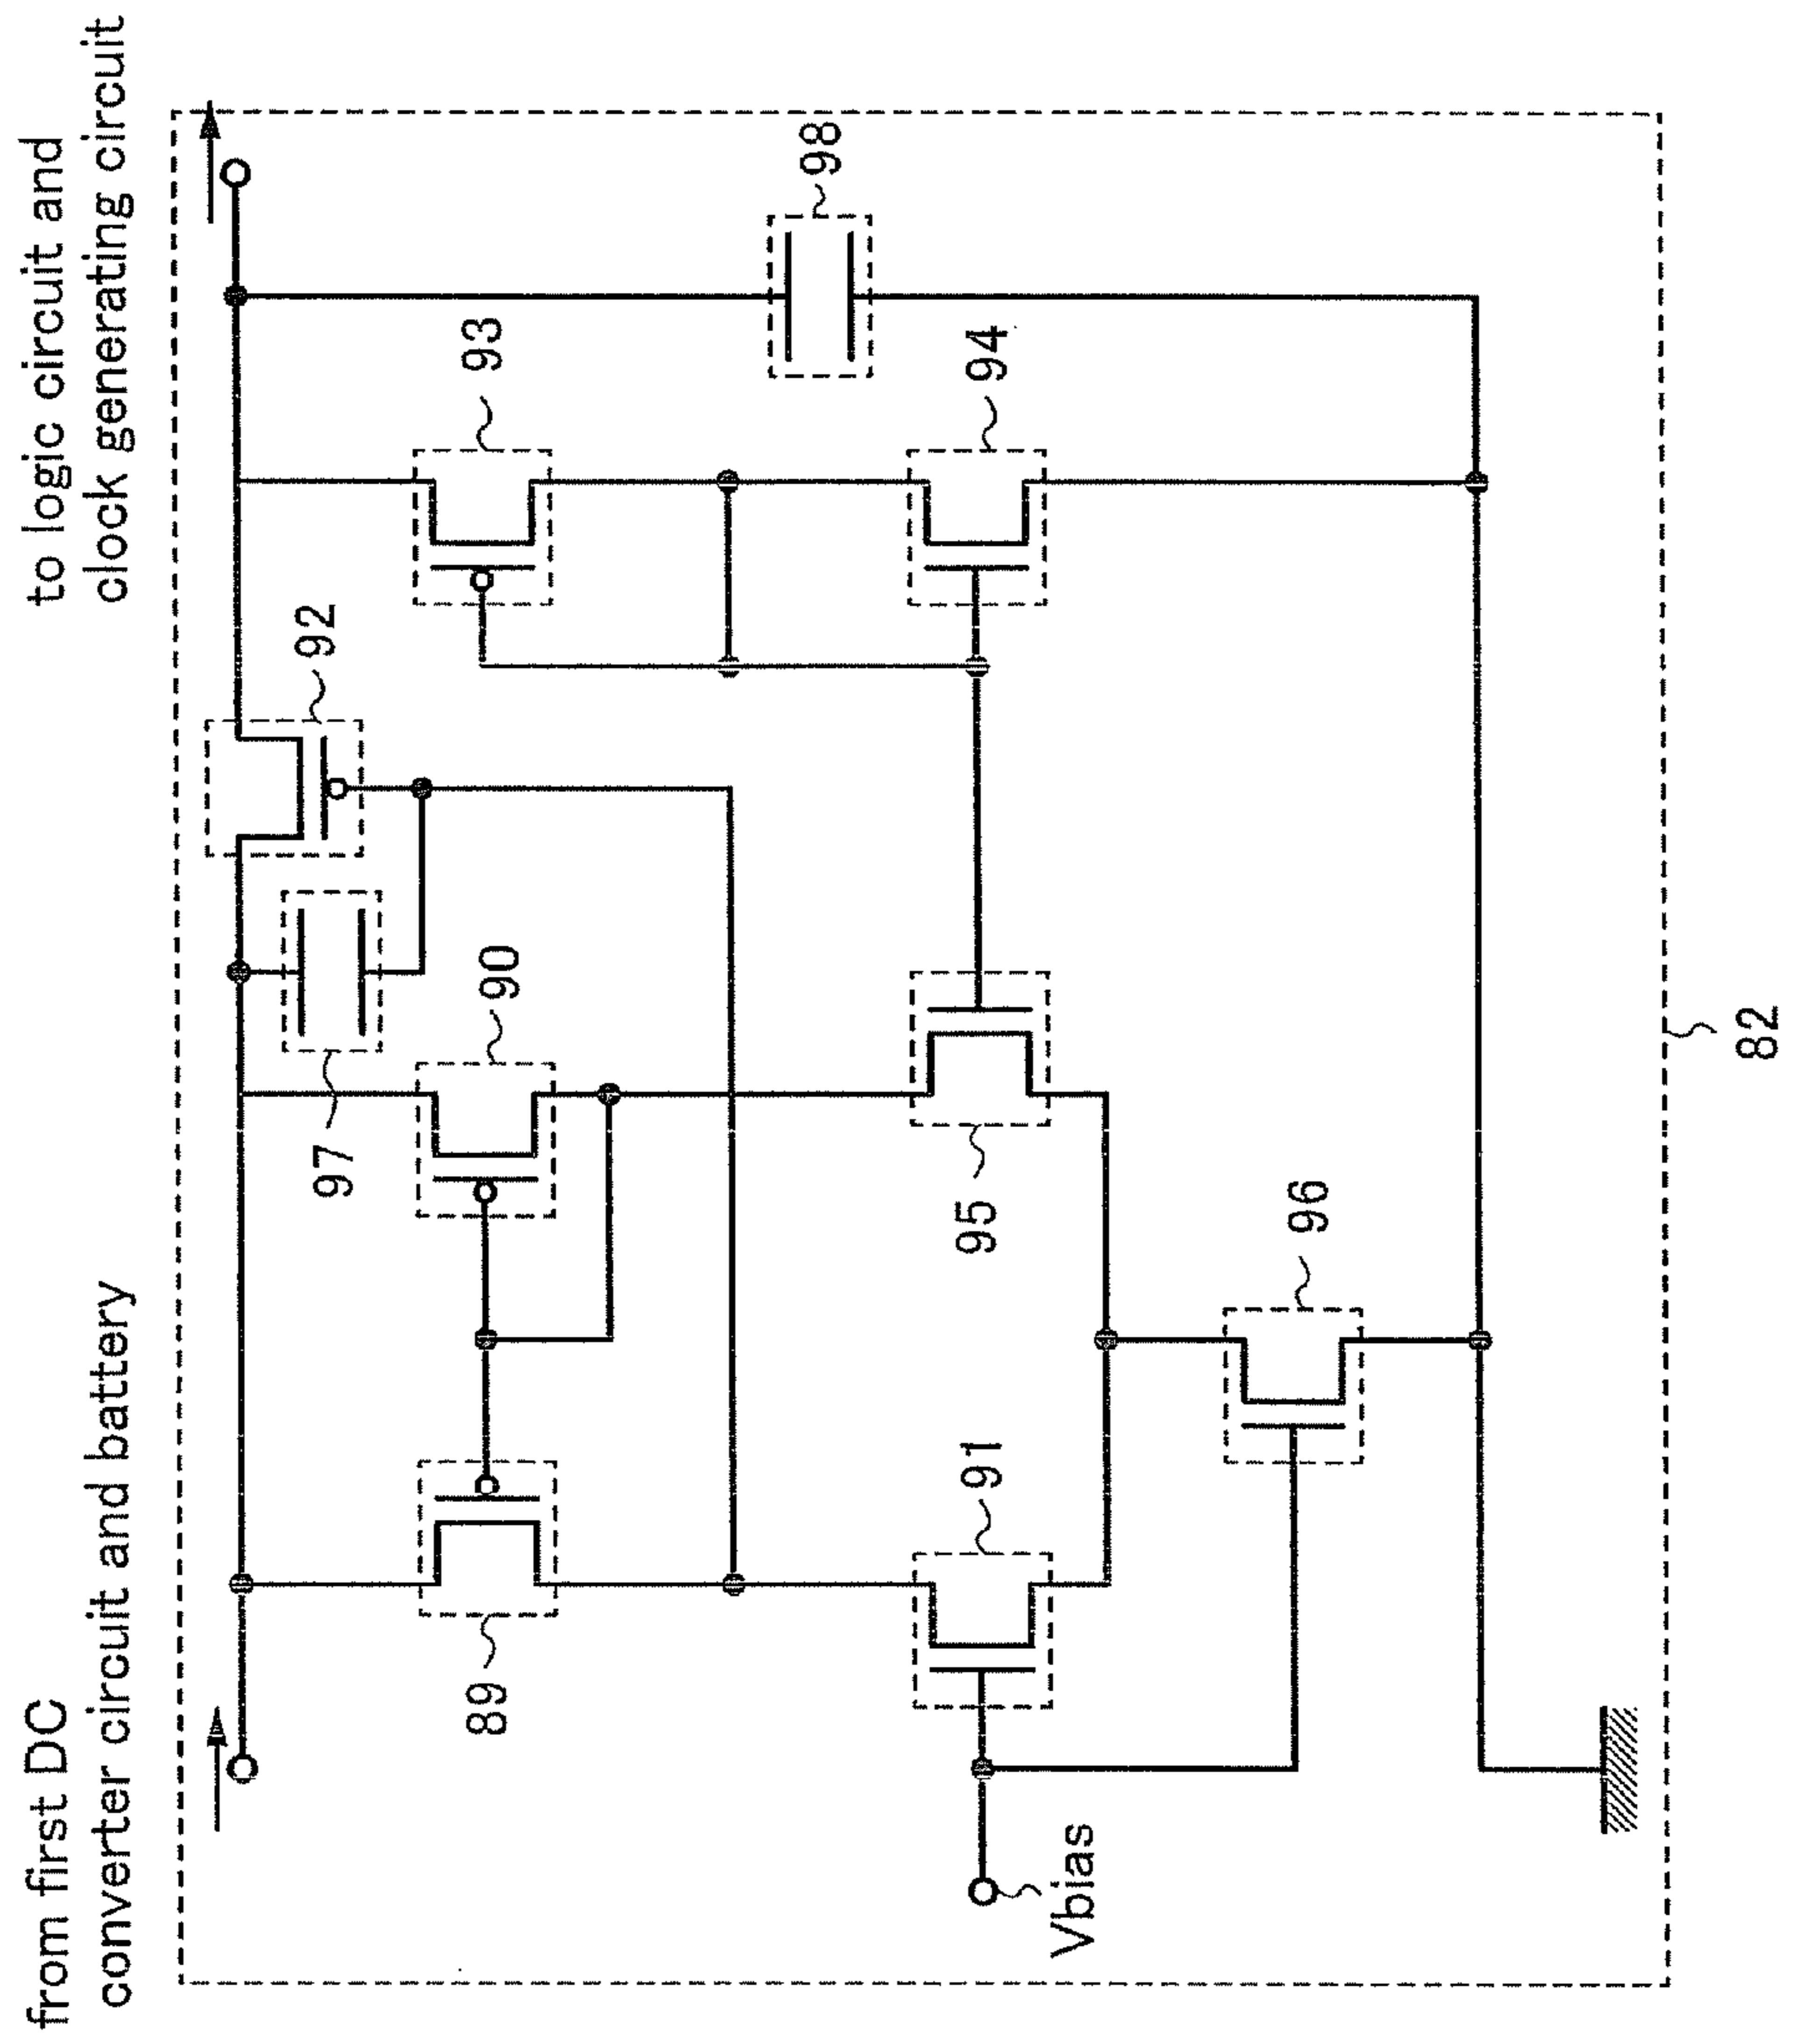 from first DC
converter circuit and battery
to logic circuit and
clock generating circuit
97
92
89
90
93
98
91
95
94
Vbias
96
82